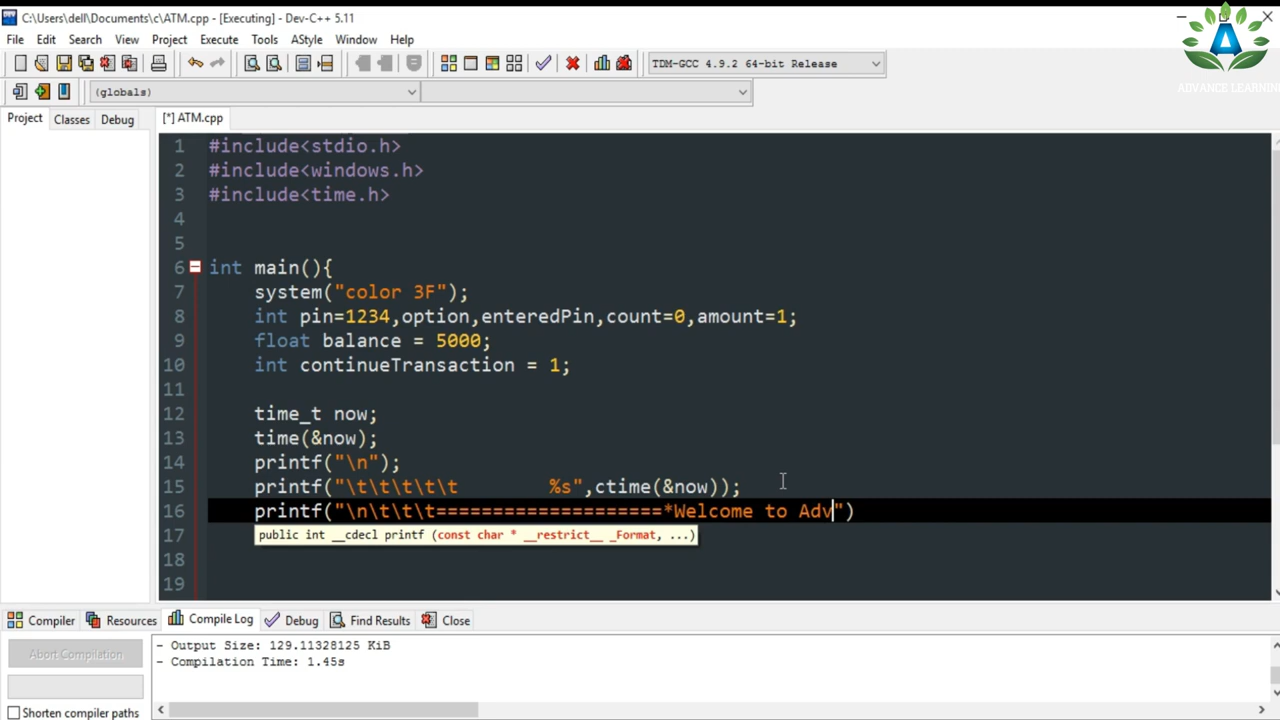 C:\Users\dell\Documents\c\ATM.cpp - [Executing] - Dev-C++ 5.11
File Edit Search View Project Execute Tools AStyle Window Help
TDM-GCC 4.9.2 64-bit Release
(globals)
ADVANCE LEARNIN
Project Classes Debug
[*] ATM.cpp
1 #include<stdio.h>
2 #include<windows.h>
3 #include<time.h>
4
5
6 int main(){
7 system("color 3F");
8 int pin=1234,option,enteredPin,count=0,amount=1;
9 float balance = 5000;
10 int continueTransaction = 1;
11
12 time_t now;
13 time(&now);
14 printf("\n");
15 printf("\t\t\t\t\t        %s",ctime(&now));
16 printf("\n\t\t\t====================*Welcome to Adv")
public int __cdecl printf (const char * __restrict__ _Format, ...)
17
18
19
Compiler Resources Compile Log Debug Find Results Close
Abort Compilation
- Output Size: 129.11328125 KiB
- Compilation Time: 1.45s
Shorten compiler paths